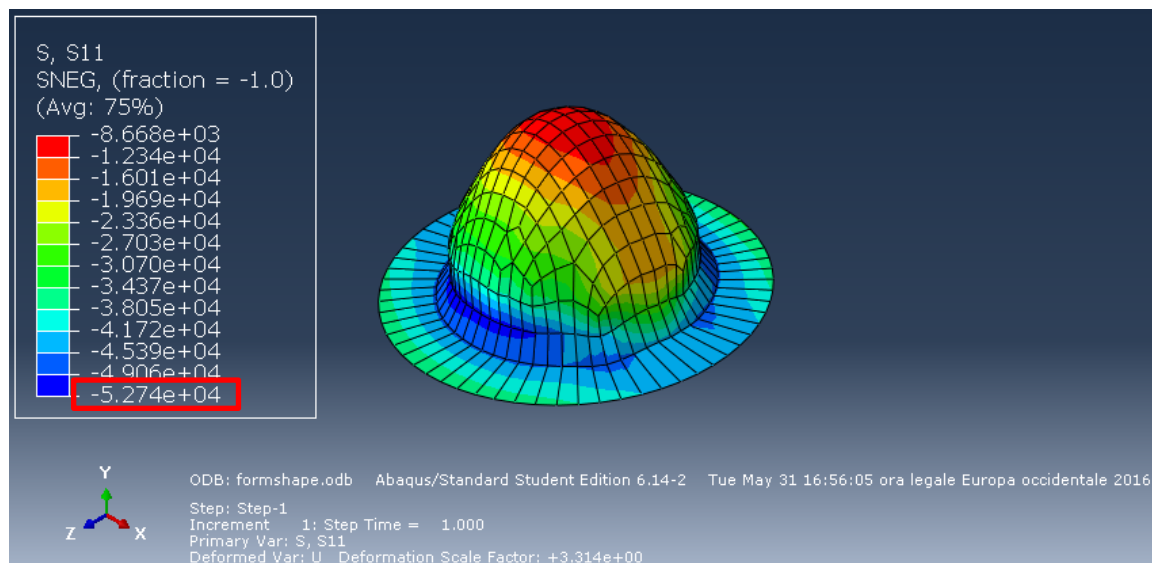 S, S11
SNEG, (fraction = -1.0)
(Avg: 75%)
-8.668e+03
-1.234e+04
-1.601e+04
-1.969e+04
-2.336e+04
-2.703e+04
-3.070e+04
-3.437e+04
-3.805e+04
-4.172e+04
-4.539e+04
-4.906e+04
-5.274e+04
Y
Z
X
ODB: formshape.odb Abaqus/Standard Student Edition 6.14-2 Tue May 31 16:56:05 ora legale Europa occidentale 2016
Step: Step-1
Increment 1: Step Time = 1.000
Primary Var: S, S11
Deformed Var: U Deformation Scale Factor: +3.314e+00